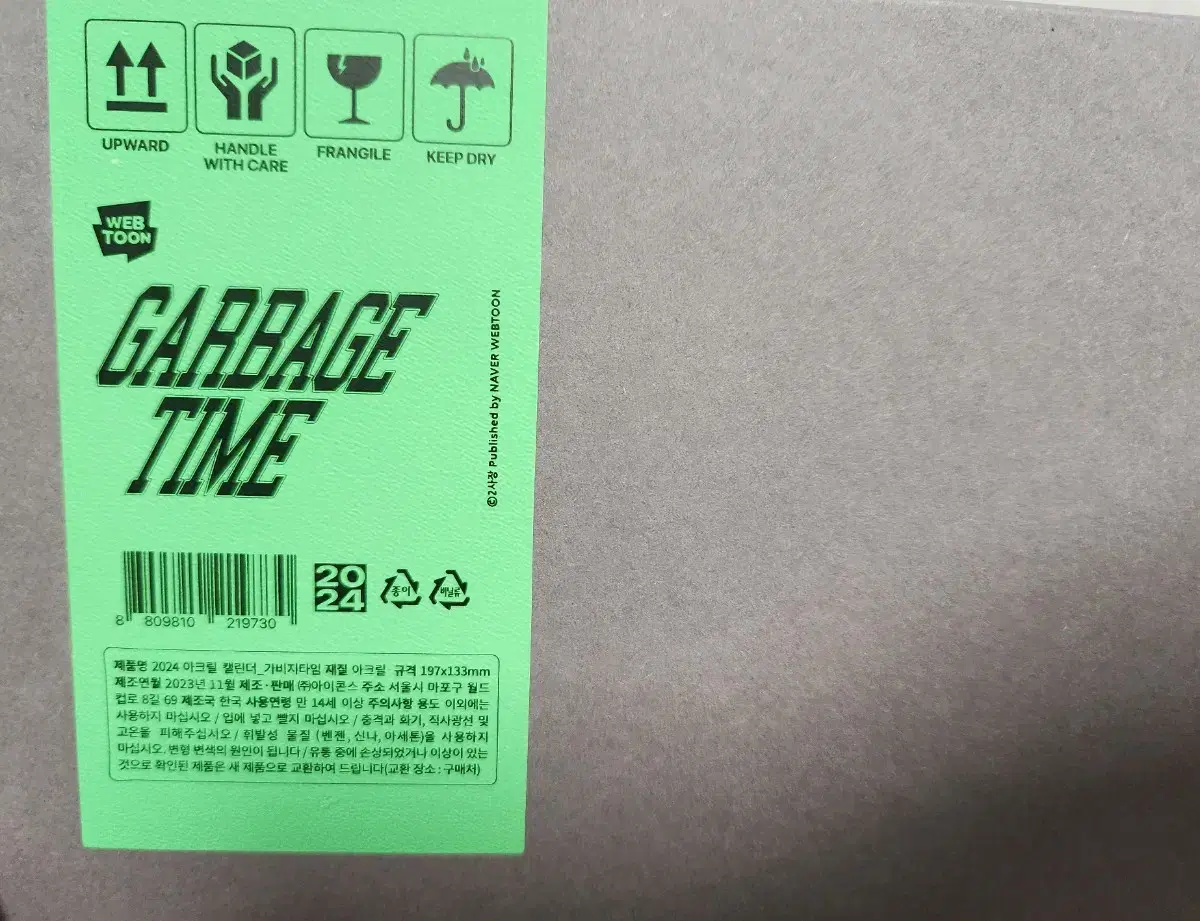 UPWARD
HANDLE
WITH CARE
FRANGILE
KEEP DRY
WEB
TOON
GARBAGE
TIME
©2사장 Published by NAVER WEBTOON
8 809810 219730
20
24
종이
비닐류
제품명 2024 아크릴 캘린더_가비지타임 재질 아크릴 규격 197x133mm
제조연월 2023년 11월 제조·판매 ㈜아이콘스 주소 서울시 마포구 월드
컵로 8길 69 제조국 한국 사용연령 만 14세 이상 주의사항 용도 이외에는
사용하지 마십시오 / 입에 넣고 빨지 마십시오 / 충격과 화기, 직사광선 및
고온을 피해주십시오 / 휘발성 물질 (벤젠, 신나, 아세톤)을 사용하지
마십시오. 변형 변색의 원인이 됩니다 / 유통 중에 손상되었거나 이상이 있는
것으로 확인된 제품은 새 제품으로 교환하여 드립니다(교환 장소 : 구매처)